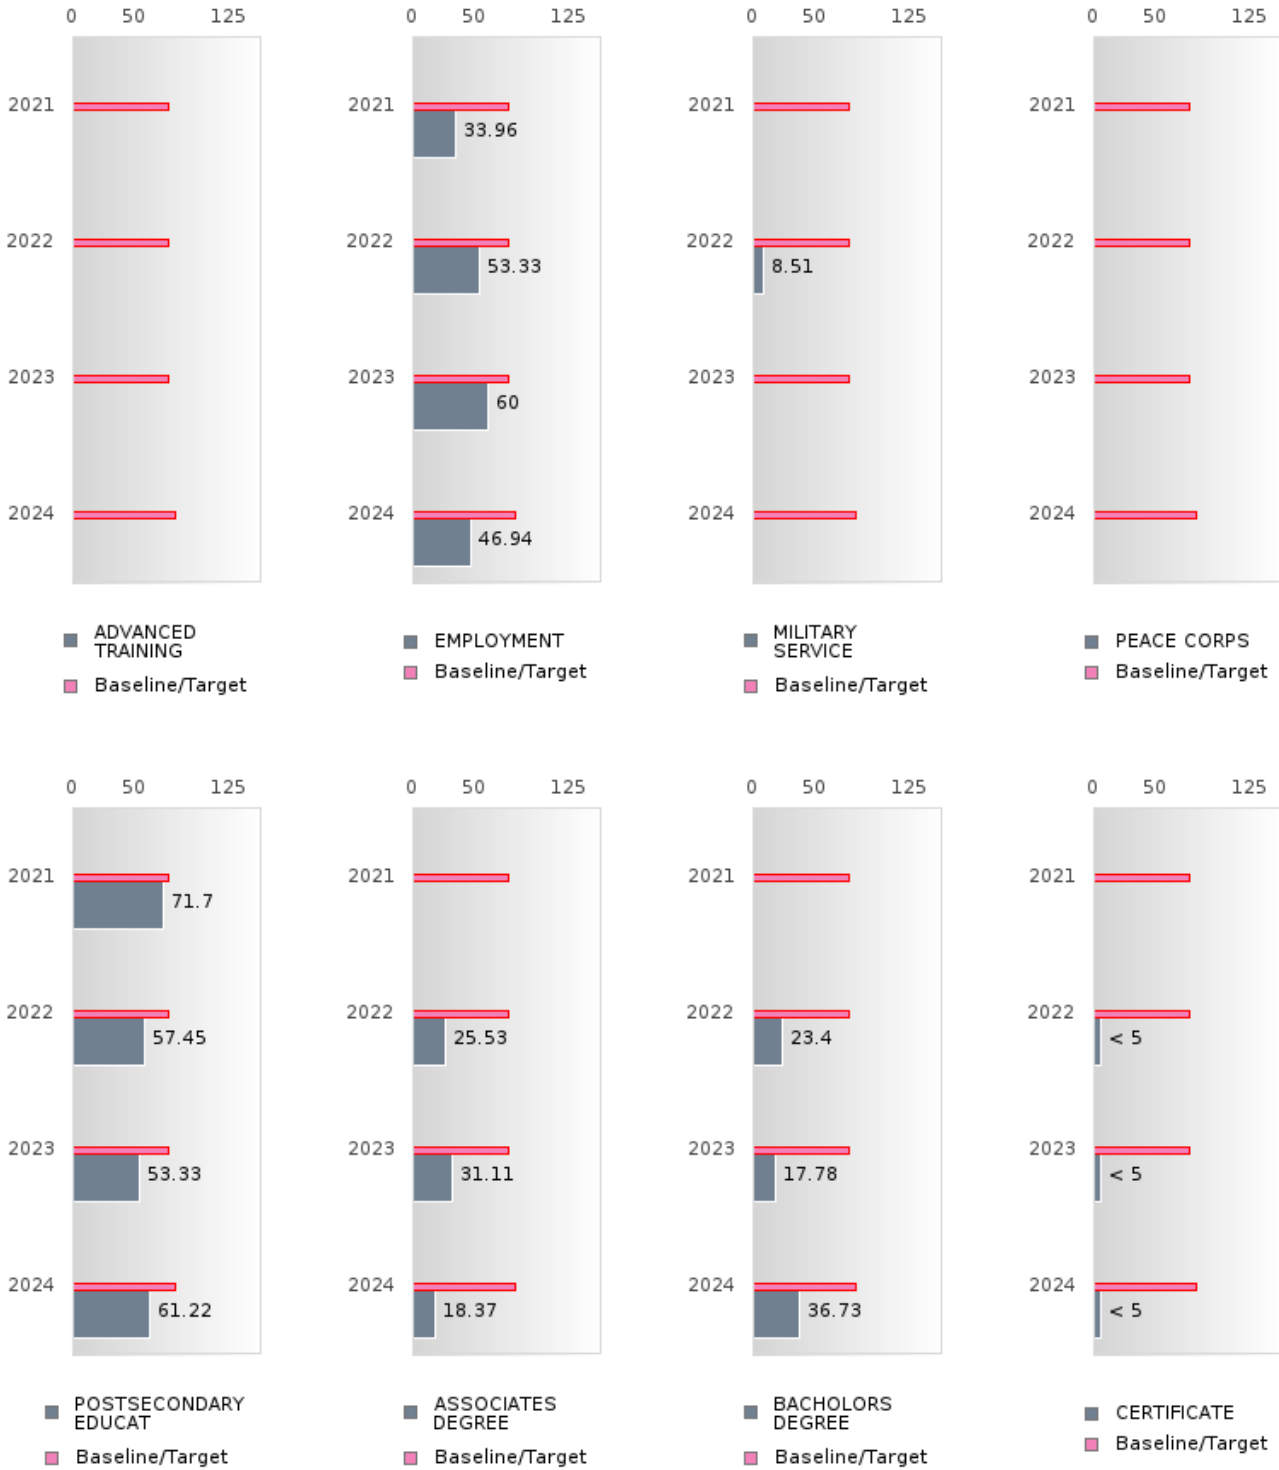 0 50 125 0 50 125 0 50 125 0 50 125
2021 2021 2021 2021
33.96
2022 2022 2022 2022
53.33 8.51
2023 2023 2023 2023
60
2024 2024 2024 2024
46.94
ADVANCED
TRAINING
Baseline/Target
EMPLOYMENT
Baseline/Target
MILITARY
SERVICE
Baseline/Target
PEACE CORPS
Baseline/Target
0 50 125 0 50 125 0 50 125 0 50 125
2021 2021 2021 2021
71.7
2022 2022 2022 2022
57.45 25.53 23.4 < 5
2023 2023 2023 2023
53.33 31.11 17.78 < 5
2024 2024 2024 2024
61.22 18.37 36.73 < 5
POSTSECONDARY
EDUCAT
Baseline/Target
ASSOCIATES
DEGREE
Baseline/Target
BACHOLORS
DEGREE
Baseline/Target
CERTIFICATE
Baseline/Target